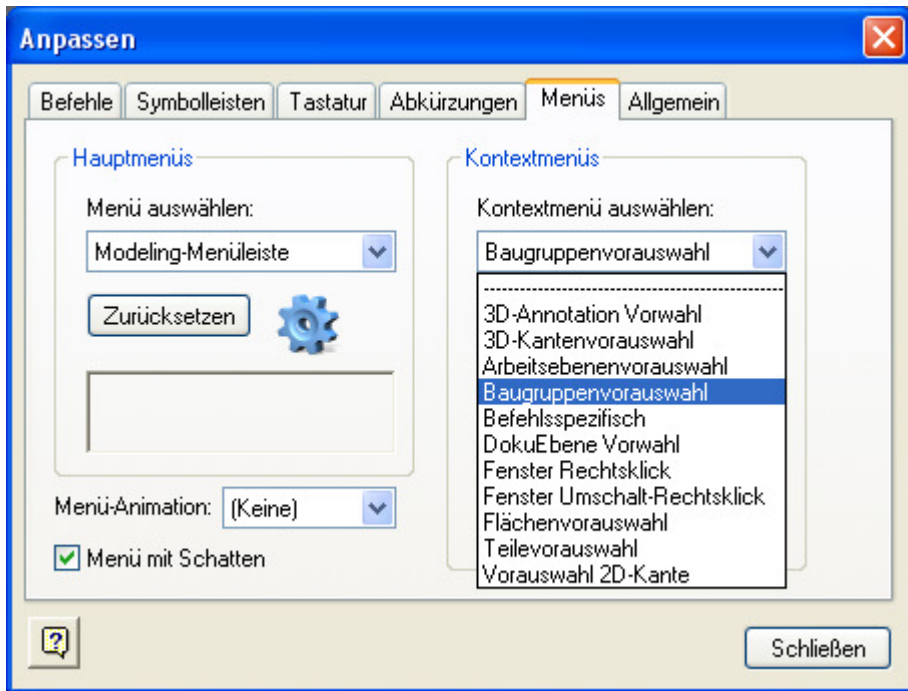 Anpassen
Befehle
Symbolleisten
Tastatur
Abkürzungen
Menüs
Allgemein
Hauptmenüs
Menü auswählen:
Modeling-Menüleiste
Zurücksetzen
Menü-Animation:
(Keine)
Menü mit Schatten
Kontextmenüs
Kontextmenü auswählen:
Baugruppenvorauswahl
--------------------------------------------------
3D-Annotation Vorwahl
3D-Kantenvorauswahl
Arbeitsebenenvorauswahl
Baugruppenvorauswahl
Befehlsspezifisch
DokuEbene Vorwahl
Fenster Rechtsklick
Fenster Umschalt-Rechtsklick
Flächenvorauswahl
Teilevorauswahl
Vorauswahl 2D-Kante
?
Schließen